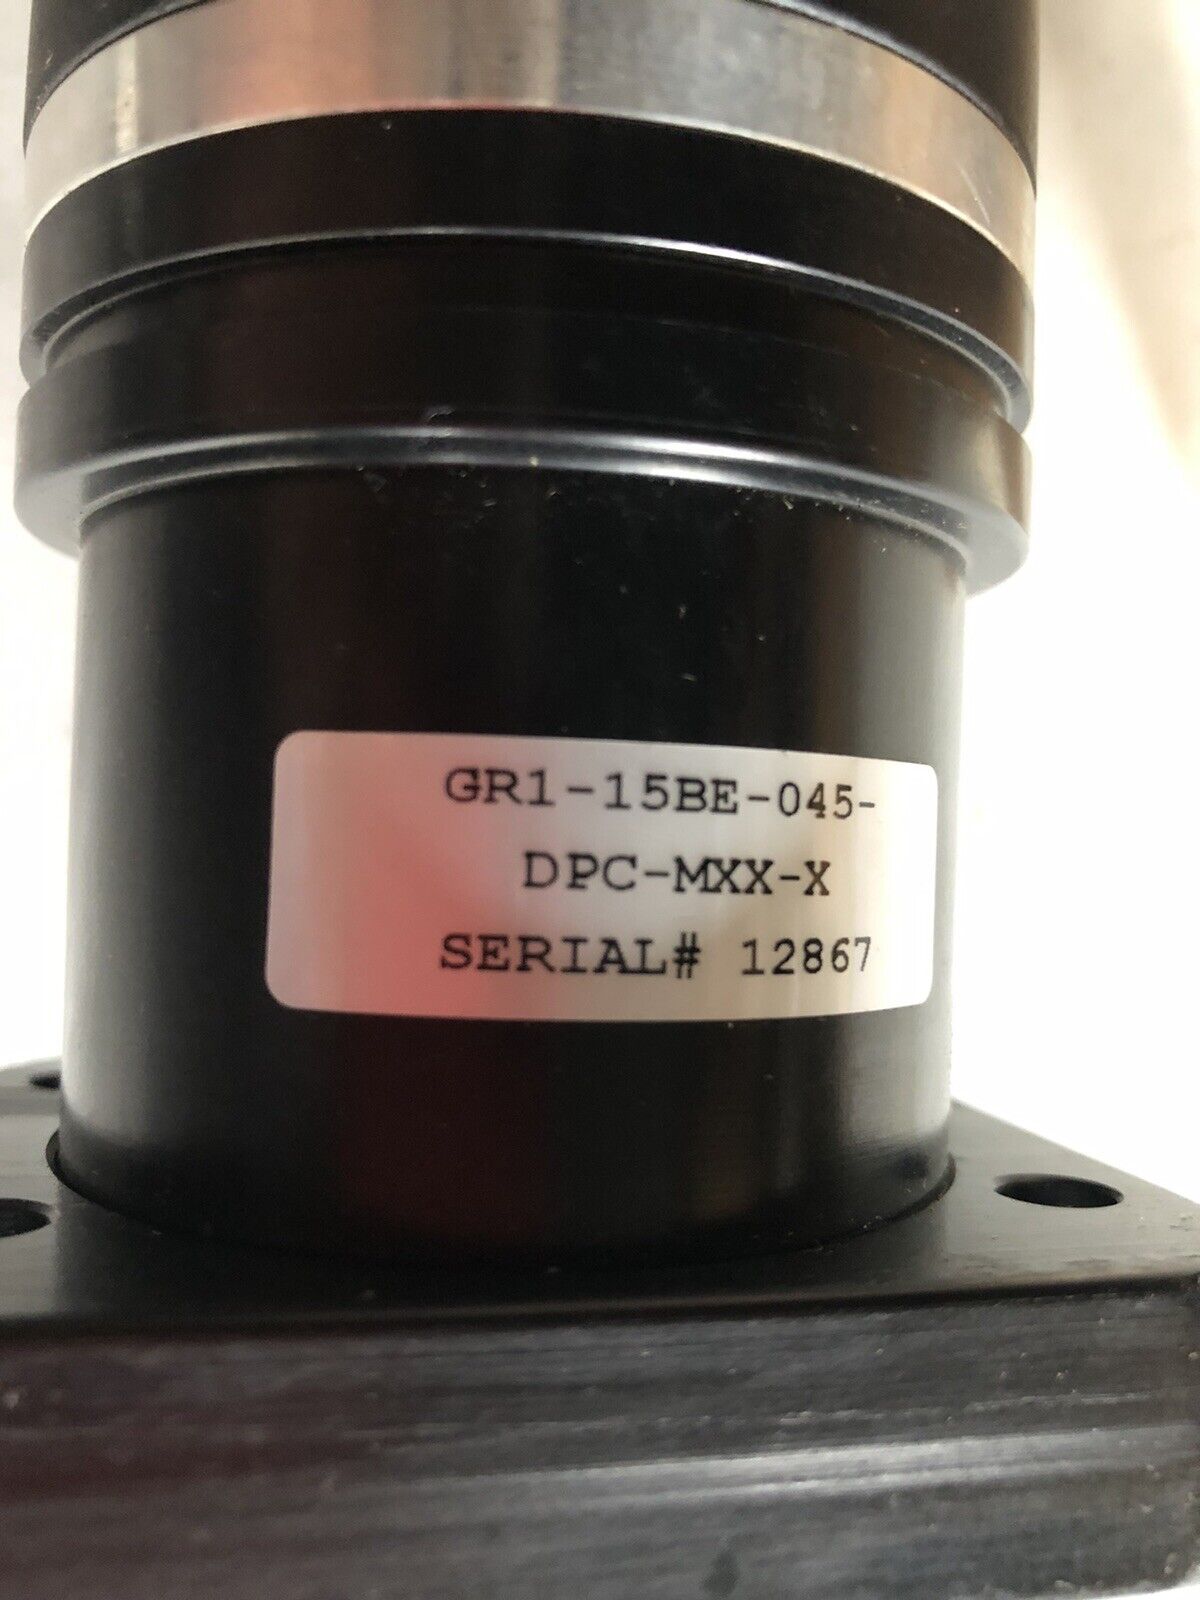 GR1-15BE-045-
DPC-MXX-X
SERIAL# 12867